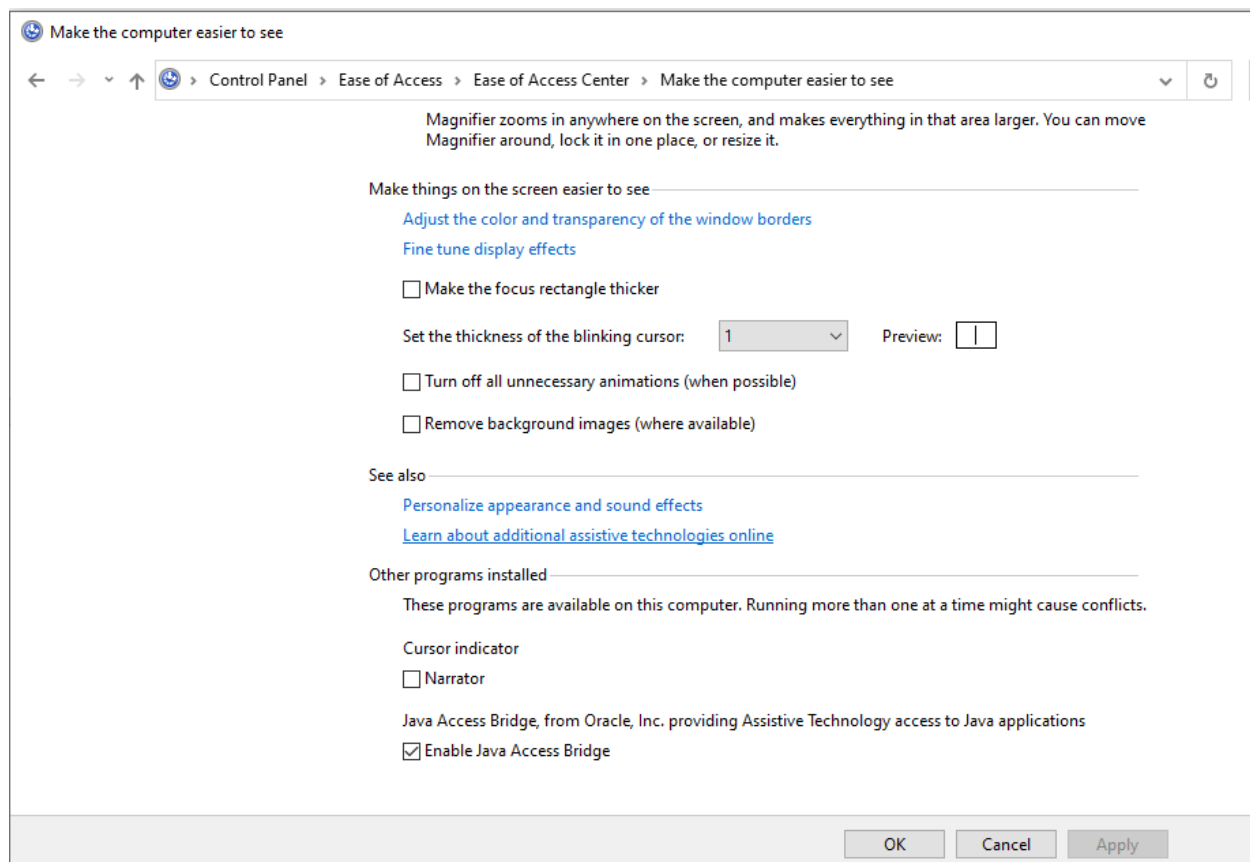 Make the computer easier to see
Control Panel > Ease of Access > Ease of Access Center > Make the computer easier to see
Magnifier zooms in anywhere on the screen, and makes everything in that area larger. You can move
Magnifier around, lock it in one place, or resize it.
Make things on the screen easier to see
Adjust the color and transparency of the window borders
Fine tune display effects
Make the focus rectangle thicker
Set the thickness of the blinking cursor: 1 Preview:
Turn off all unnecessary animations (when possible)
Remove background images (where available)
See also
Personalize appearance and sound effects
Learn about additional assistive technologies online
Other programs installed
These programs are available on this computer. Running more than one at a time might cause conflicts.
Cursor indicator
Narrator
Java Access Bridge, from Oracle, Inc. providing Assistive Technology access to Java applications
Enable Java Access Bridge
OK Cancel Apply